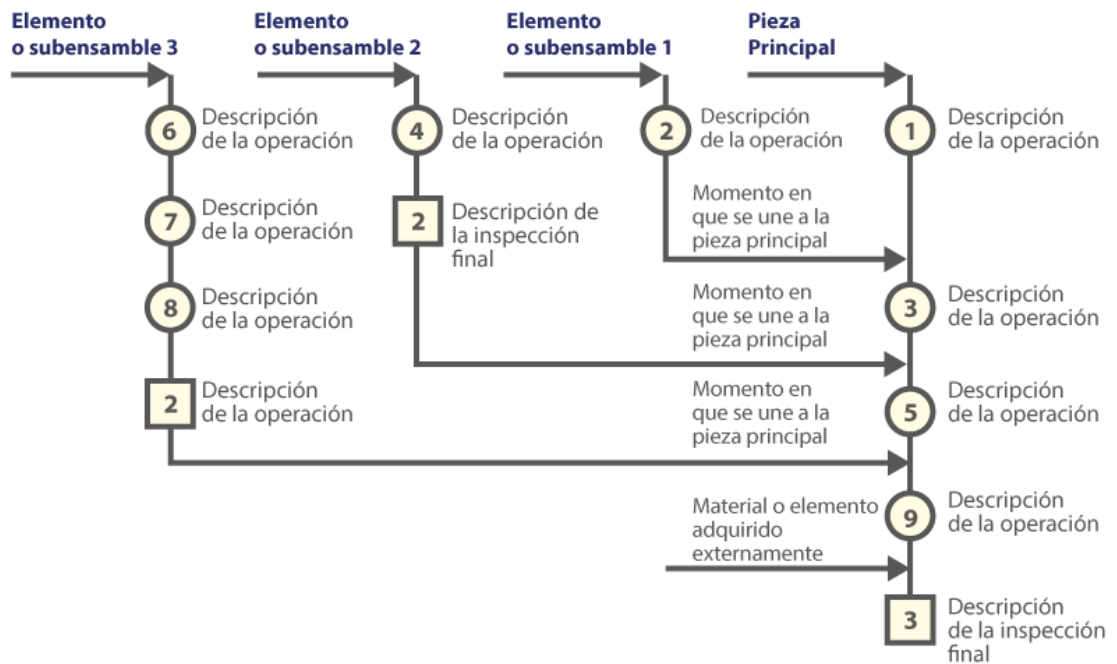 Elemento
o subensamble 3
Elemento
o subensamble 2
Elemento
o subensamble 1
Pieza
Principal
6
Descripción
de la operación
4
Descripción
de la operación
2
Descripción
de la operación
1
Descripción
de la operación
7
Descripción
de la operación
2
Descripción de
la inspección
final
Momento en
que se une a la
pieza principal
8
Descripción
de la operación
Momento en
que se une a la
pieza principal
3
Descripción
de la operación
2
Descripción
de la operación
Momento en
que se une a la
pieza principal
5
Descripción
de la operación
Material o elemento
adquirido
externamente
9
Descripción
de la operación
3
Descripción
de la inspección
final